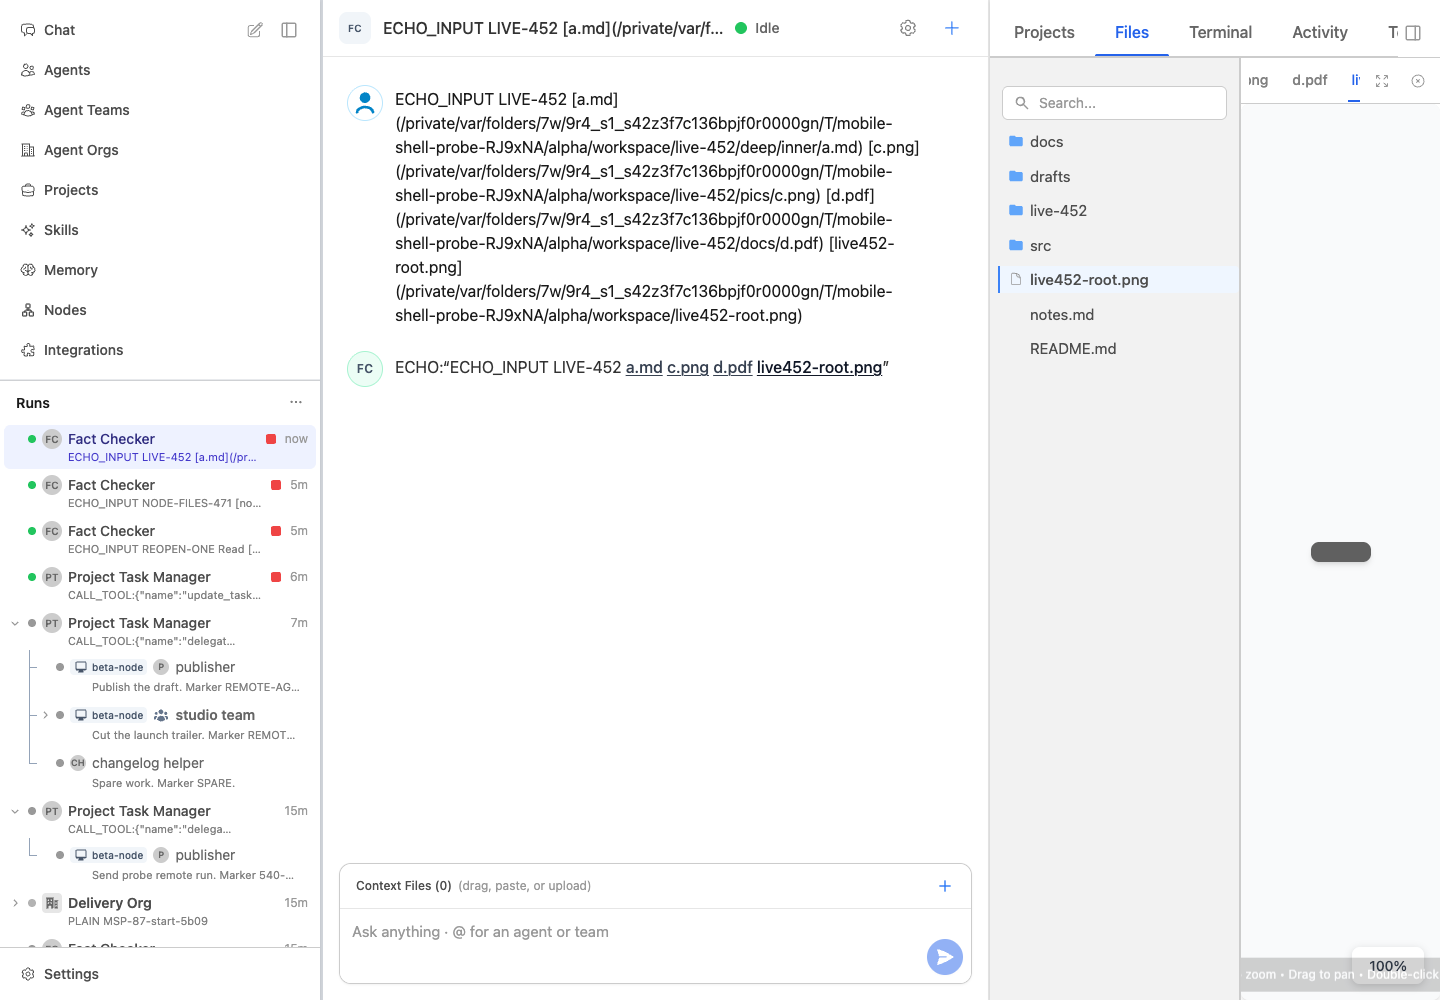 Chat
Agents
Agent Teams
Agent Orgs
Projects
Skills
Memory
Nodes
Integrations
Runs
FC Fact Checker now
ECHO_INPUT LIVE-452 [a.md](/pr...
FC Fact Checker 5m
ECHO_INPUT NODE-FILES-471 [no...
FC Fact Checker 5m
ECHO_INPUT REOPEN-ONE Read [...
PT Project Task Manager 6m
CALL_TOOL:{"name":"update_task...
PT Project Task Manager 7m
CALL_TOOL:{"name":"delegat...
beta-node P publisher
Publish the draft. Marker REMOTE-AG...
beta-node studio team
Cut the launch trailer. Marker REMOT...
CH changelog helper
Spare work. Marker SPARE.
PT Project Task Manager 15m
CALL_TOOL:{"name":"delega...
beta-node P publisher
Send probe remote run. Marker 540-...
Delivery Org 15m
PLAIN MSP-87-start-5b09
FC Fact Checker 15m
Settings
FC ECHO_INPUT LIVE-452 [a.md](/private/var/f... Idle
ECHO_INPUT LIVE-452 [a.md]
(/private/var/folders/7w/9r4_s1_s42z3f7c136bpjf0r0000gn/T/mobile-
shell-probe-RJ9xNA/alpha/workspace/live-452/deep/inner/a.md) [c.png]
(/private/var/folders/7w/9r4_s1_s42z3f7c136bpjf0r0000gn/T/mobile-
shell-probe-RJ9xNA/alpha/workspace/live-452/pics/c.png) [d.pdf]
(/private/var/folders/7w/9r4_s1_s42z3f7c136bpjf0r0000gn/T/mobile-
shell-probe-RJ9xNA/alpha/workspace/live-452/docs/d.pdf) [live452-
root.png]
(/private/var/folders/7w/9r4_s1_s42z3f7c136bpjf0r0000gn/T/mobile-
shell-probe-RJ9xNA/alpha/workspace/live452-root.png)
FC ECHO:“ECHO_INPUT LIVE-452 a.md c.png d.pdf live452-root.png”
Context Files (0) (drag, paste, or upload)
Ask anything · @ for an agent or team
Projects Files Terminal Activity
Search...
docs
drafts
live-452
src
live452-root.png
notes.md
README.md
d.pdf
100%
zoom • Drag to pan • Double-click